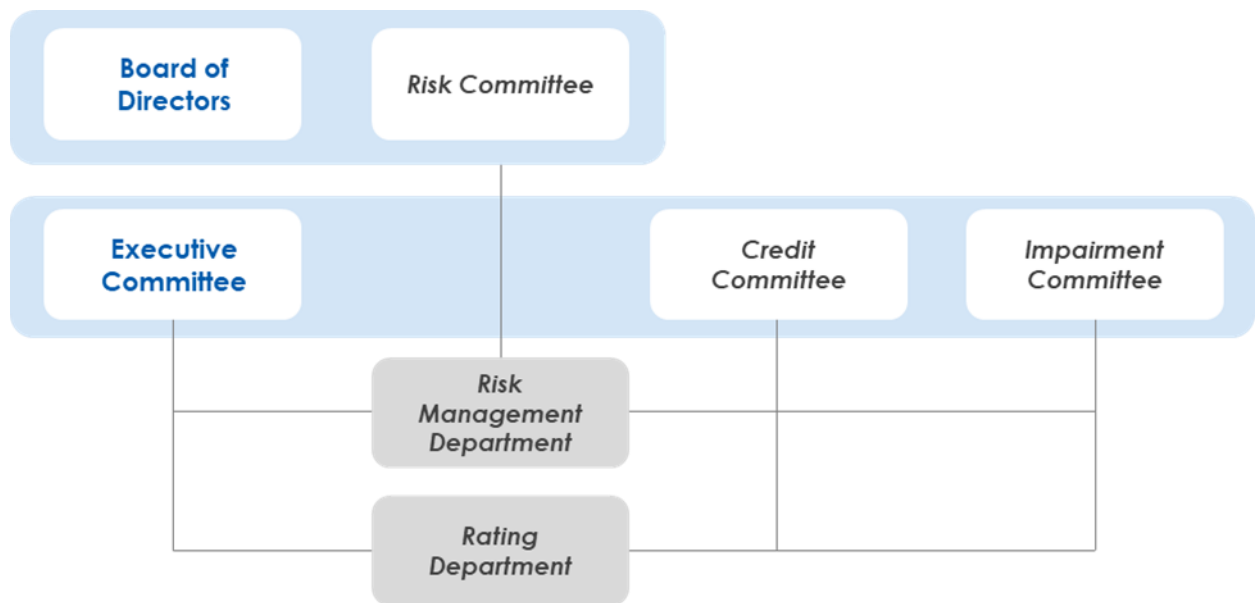 Board of
Directors
Risk Committee
Executive
Committee
Credit
Committee
Impairment
Committee
Risk
Management
Department
Rating
Department